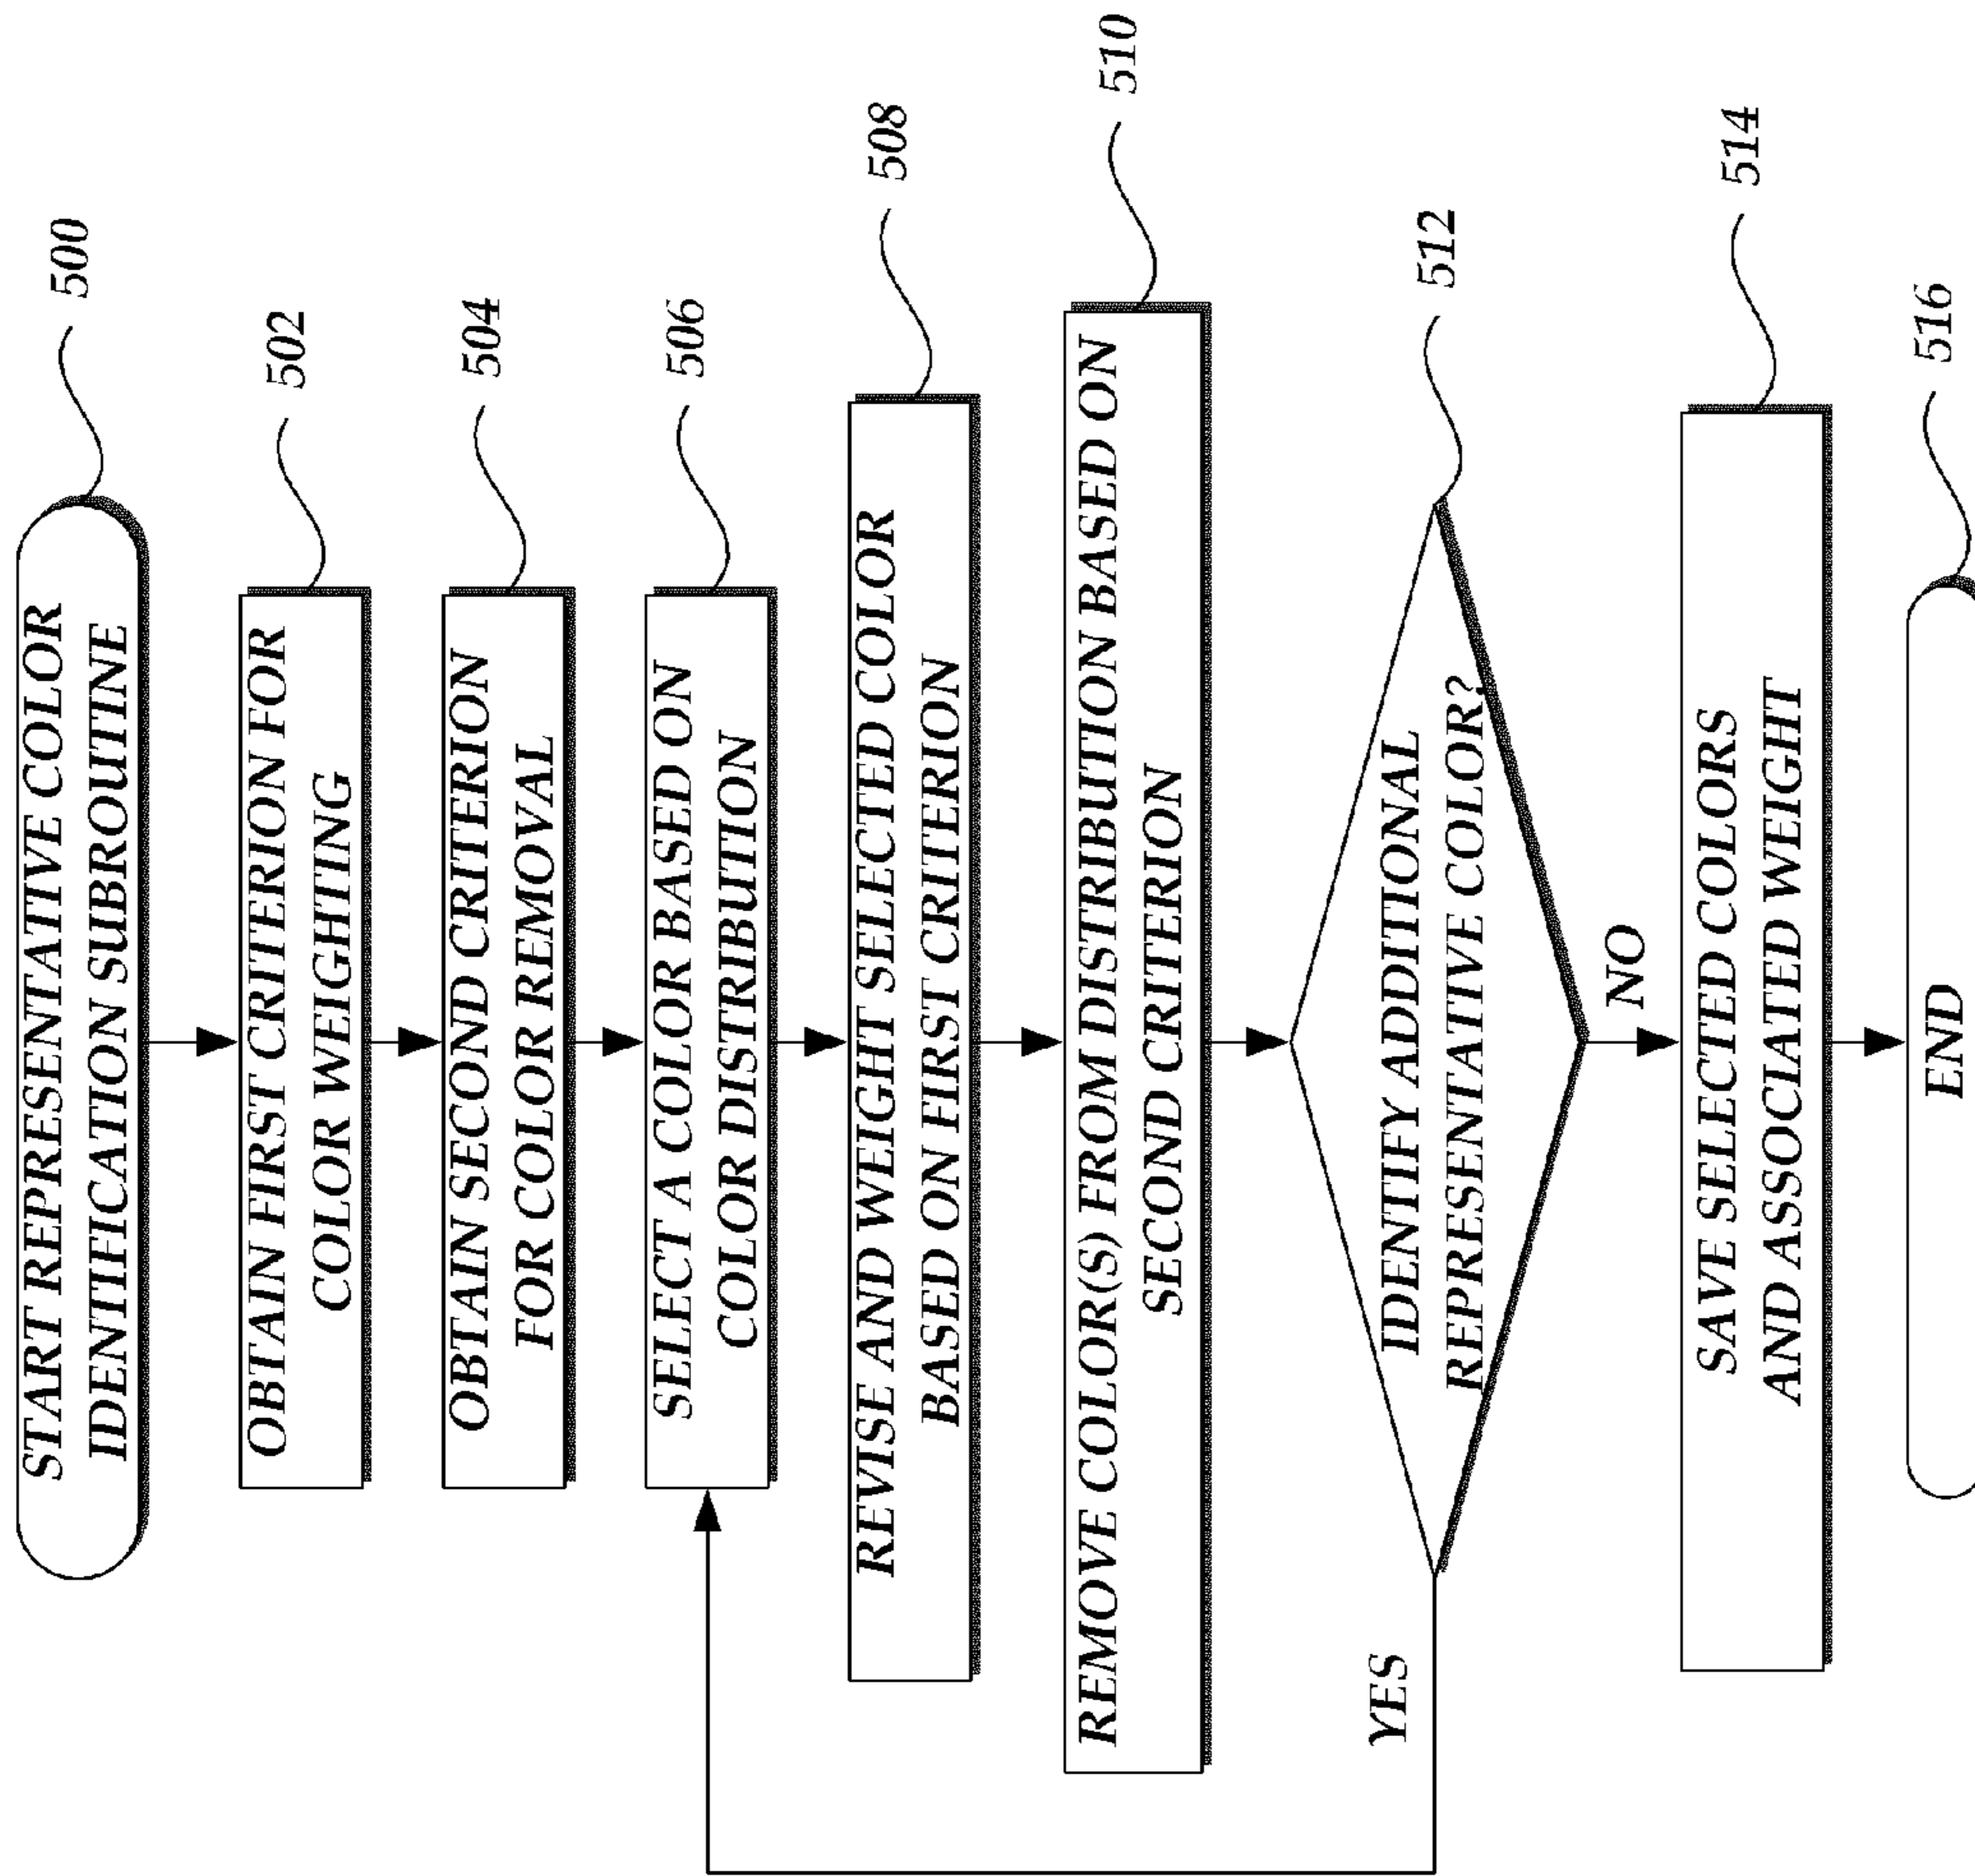 START REPRESENTATIVE COLOR
IDENTIFICATION SUBROUTINE
500
OBTAIN FIRST CRITERION FOR
COLOR WEIGHTING
502
OBTAIN SECOND CRITERION
FOR COLOR REMOVAL
504
SELECT A COLOR BASED ON
COLOR DISTRIBUTION
506
REVISE AND WEIGHT SELECTED COLOR
BASED ON FIRST CRITERION
508
REMOVE COLOR(S) FROM DISTRIBUTION BASED ON
SECOND CRITERION
510
YES
IDENTIFY ADDITIONAL
REPRESENTATIVE COLOR?
512
NO
SAVE SELECTED COLORS
AND ASSOCIATED WEIGHT
514
END
516